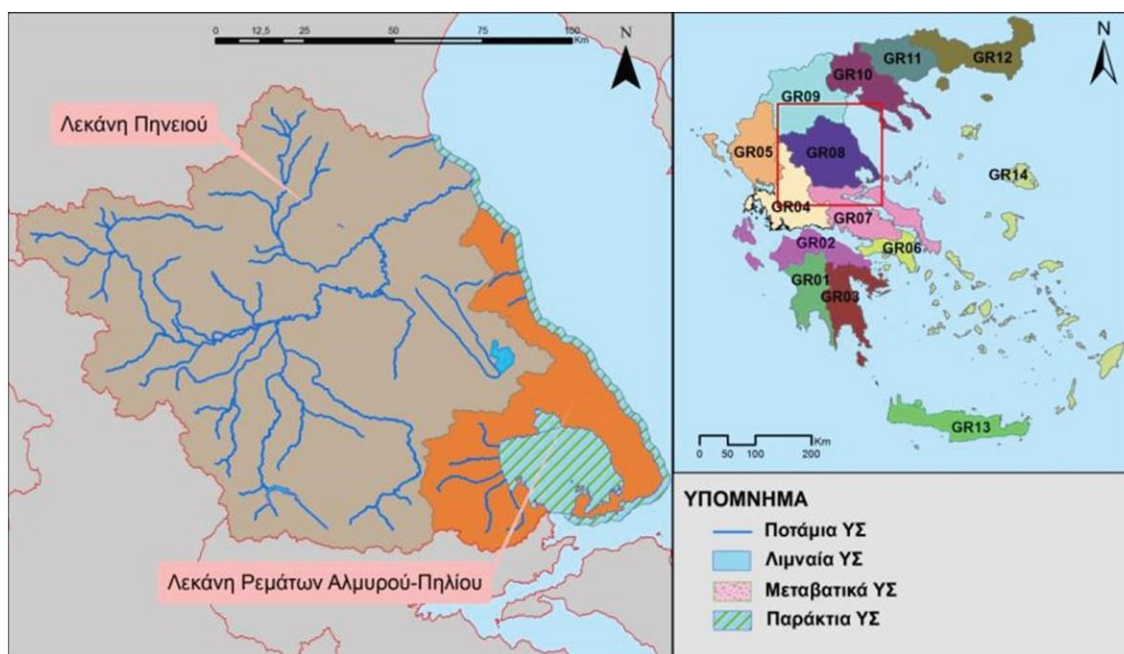 0 12,5 25 50 75 100
Km
N
Λεκάνη Πηνειού
Λεκάνη Ρεμάτων Αλμυρού-Πηλίου
N
GR11
GR12
GR10
GR09
GR05
GR08
GR14
GR04
GR07
GR02
GR06
GR01
GR03
GR13
Km
0 50 100 200
ΥΠΟΜΝΗΜΑ
Ποτάμια ΥΣ
Λιμναία ΥΣ
Μεταβατικά ΥΣ
Παράκτια ΥΣ